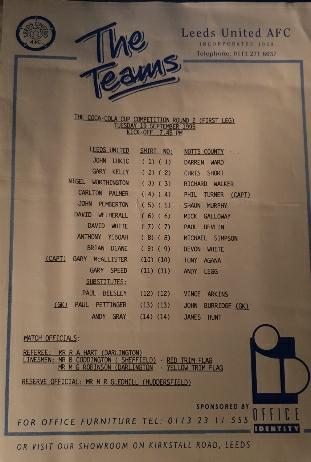 The Teams
Leeds United AFC
INCORPORATED 1920
Telephone: 0113 271 6037
THE COCA-COLA CUP COMPETITION ROUND 2 (FIRST LEG)
TUESDAY 19 SEPTEMBER 1995
KICK-OFF 7.45 PM
LEEDS UNITED SHIRT NO: NOTTS COUNTY
JOHN LUKIC ( 1) ( 1) DARREN WARD
GARY KELLY ( 2) ( 2) CHRIS SHORT
NIGEL WORTHINGTON ( 3) ( 3) RICHARD WALKER
CARLTON PALMER ( 4) ( 4) PHIL TURNER (CAPT)
JOHN PEMBERTON ( 5) ( 5) SHAUN MURPHY
DAVID WETHERALL ( 6) ( 6) MICK GALLOWAY
DAVID WHITE ( 7) ( 7) PAUL DEVLIN
ANTHONY YEBOAH ( 8) ( 8) MICHAEL SIMPSON
BRIAN DEANE ( 9) ( 9) DEVON WHITE
(CAPT) GARY McALLISTER (10) (10) TONY AGANA
GARY SPEED (11) (11) ANDY LEGG
SUBSTITUTES:
PAUL BEESLEY (12) (12) VINCE ARKINS
(GK) PAUL PETTINGER (13) (13) JOHN BURRIDGE (GK)
ANDY GRAY (14) (14) JAMES HUNT
MATCH OFFICIALS:
REFEREE: MR R A HART (DARLINGTON)
LINESMEN: MR B CODDINGTON ( SHEFFIELD) - RED TRIM FLAG
MR M G ROBINSON (DARLINGTON - YELLOW TRIM FLAG
RESERVE OFFICIAL: MR N R GLEDHILL (HUDDERSFIELD)
SPONSORED BY OFFICE IDENTITY
FOR OFFICE FURNITURE TEL: 0113 23 11 555
OR VISIT OUR SHOWROOM ON KIRKSTALL ROAD, LEEDS